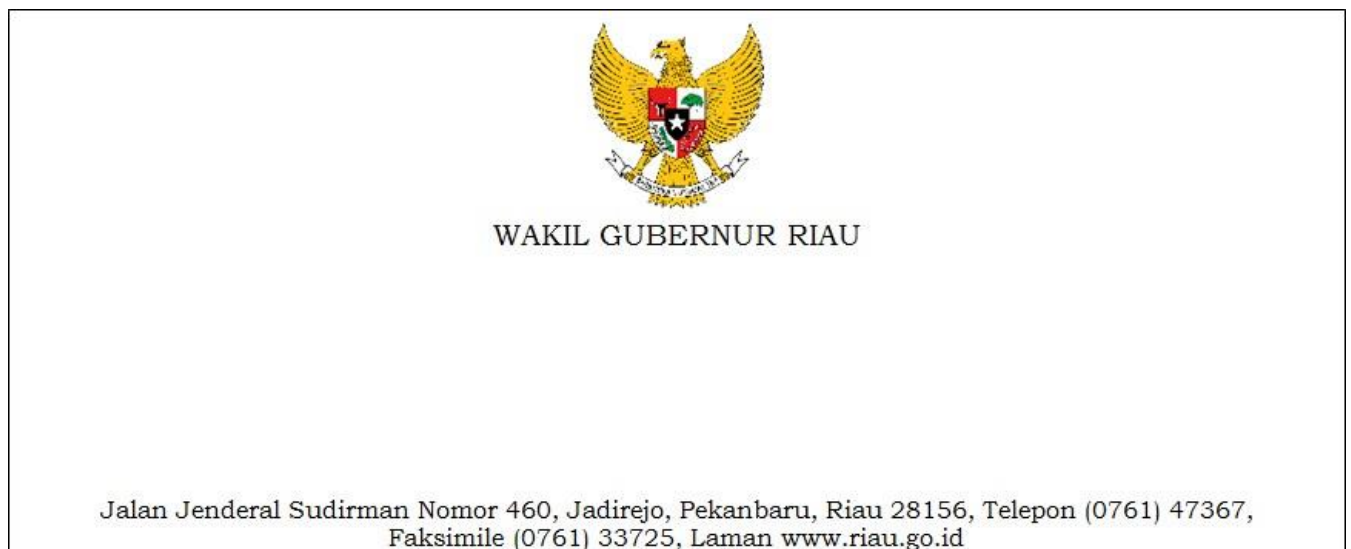 WAKIL GUBERNUR RIAU
Jalan Jenderal Sudirman Nomor 460, Jadirejo, Pekanbaru, Riau 28156, Telepon (0761) 47367,
Faksimile (0761) 33725, Laman www.riau.go.id